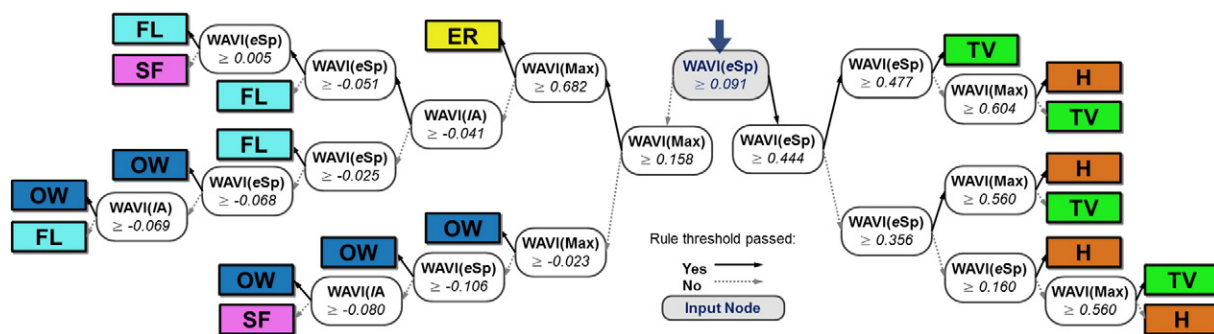 FL
SF
WAVI(eSp)
≥ 0.005
WAVI(eSp)
≥ -0.051
FL
ER
WAVI(Max)
≥ 0.682
WAVI(IA)
≥ -0.041
WAVI(eSp)
≥ 0.091
WAVI(Max)
≥ 0.158
WAVI(eSp)
≥ 0.444
WAVI(eSp)
≥ 0.477
TV
WAVI(Max)
≥ 0.604
H
TV
FL
WAVI(eSp)
≥ -0.025
OW
WAVI(eSp)
≥ -0.068
OW
FL
WAVI(IA)
≥ -0.069
OW
WAVI(Max)
≥ -0.023
OW
WAVI(eSp)
≥ -0.106
OW
SF
WAVI(IA
≥ -0.080
Rule threshold passed:
Yes
No
Input Node
WAVI(eSp)
≥ 0.356
WAVI(Max)
≥ 0.560
H
TV
WAVI(eSp)
≥ 0.160
H
WAVI(Max)
≥ 0.560
TV
H